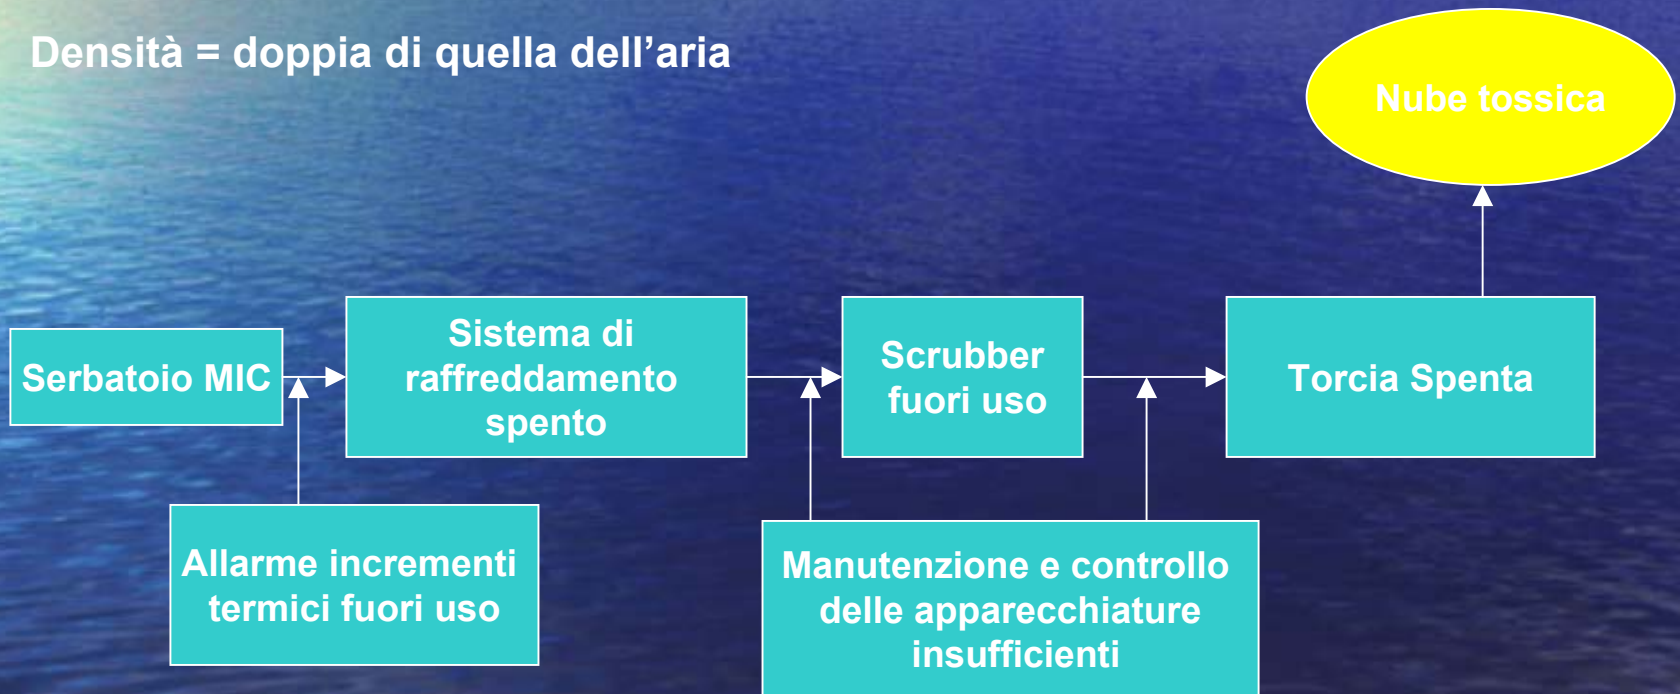 Densità = doppia di quella dell’aria
Nube tossica
Serbatoio MIC
Sistema di
raffreddamento
spento
Scrubber
fuori uso
Torcia Spenta
Allarme incrementi
termici fuori uso
Manutenzione e controllo
delle apparecchiature
insufficienti